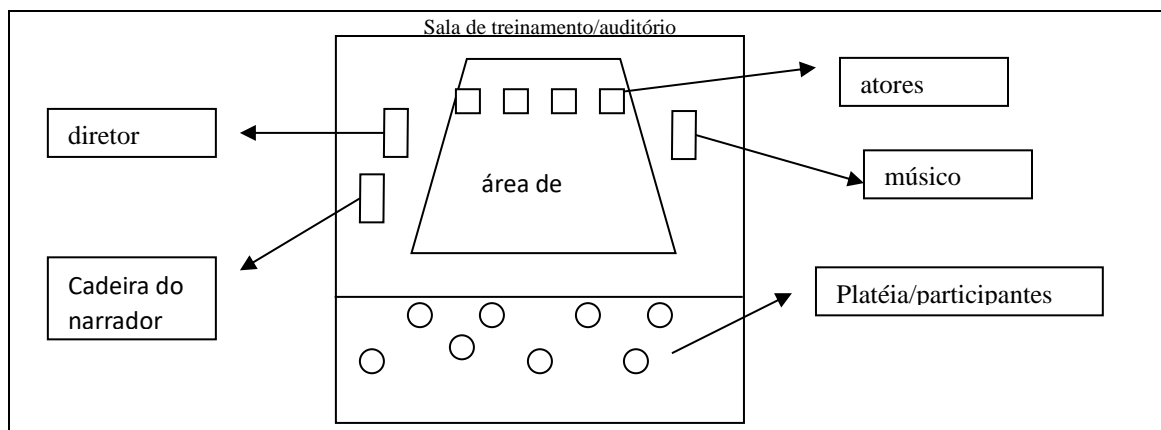 Sala de treinamento/auditório
atores
diretor
área de
músico
Cadeira do
narrador
Platéia/participantes